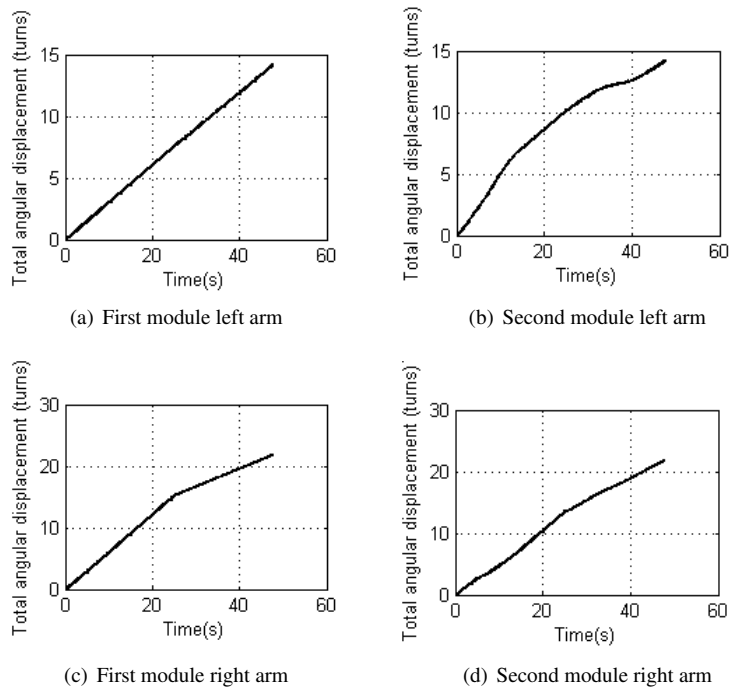 Total angular displacement (turns)
15
10
5
0
0 20 40 60
Time(s)
(a) First module left arm
Total angular displacement (turns)
15
10
5
0
0 20 40 60
Time(s)
(b) Second module left arm
Total angular displacement (turns)
30
20
10
0
0 20 40 60
Time(s)
(c) First module right arm
Total angular displacement (turns)
30
20
10
0
0 20 40 60
Time(s)
(d) Second module right arm